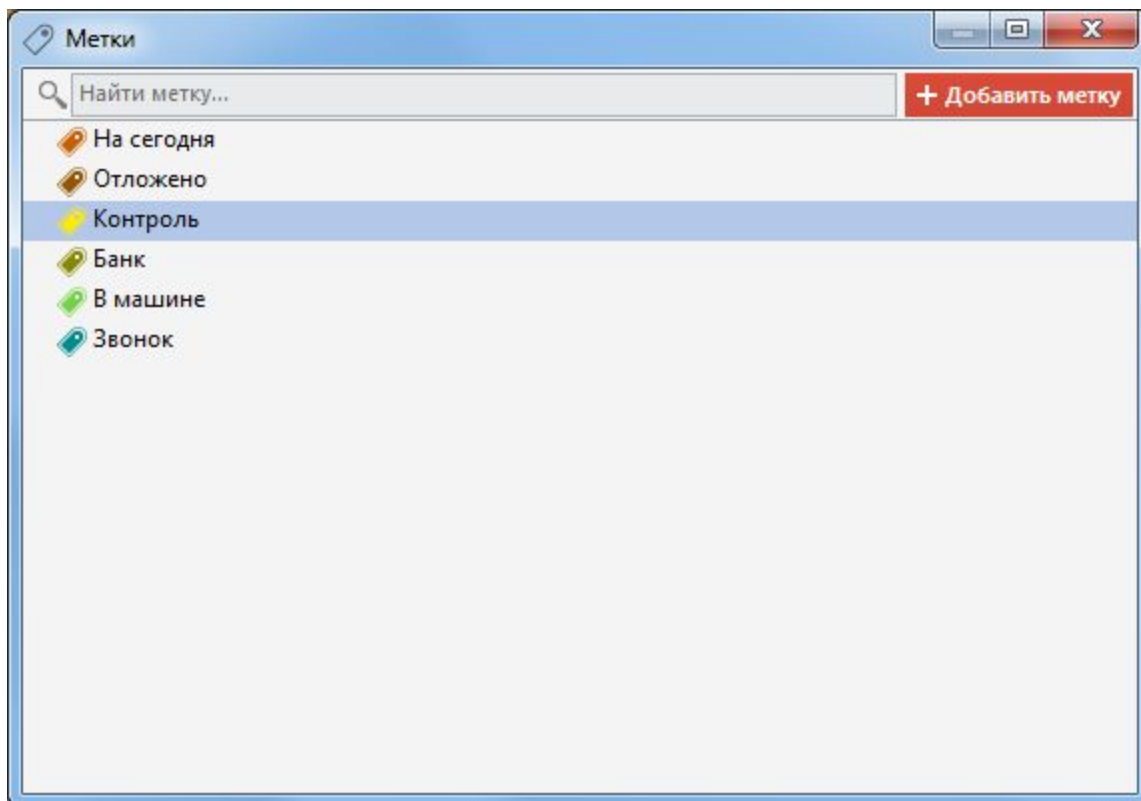 Метки
Найти метку...
+ Добавить метку
На сегодня
Отложено
Контроль
Банк
В машине
Звонок